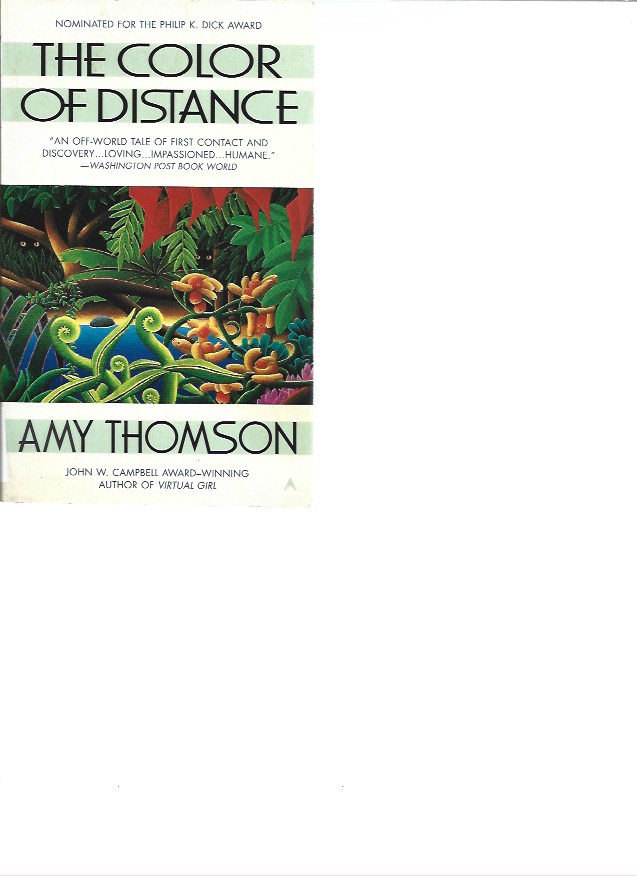 NOMINATED FOR THE PHILIP K. DICK AWARD
THE COLOR
OF DISTANCE
"AN OFF-WORLD TALE OF FIRST CONTACT AND
DISCOVERY...LOVING...IMPASSIONED...HUMANE."
—WASHINGTON POST BOOK WORLD
AMY THOMSON
JOHN W. CAMPBELL AWARD–WINNING
AUTHOR OF VIRTUAL GIRL